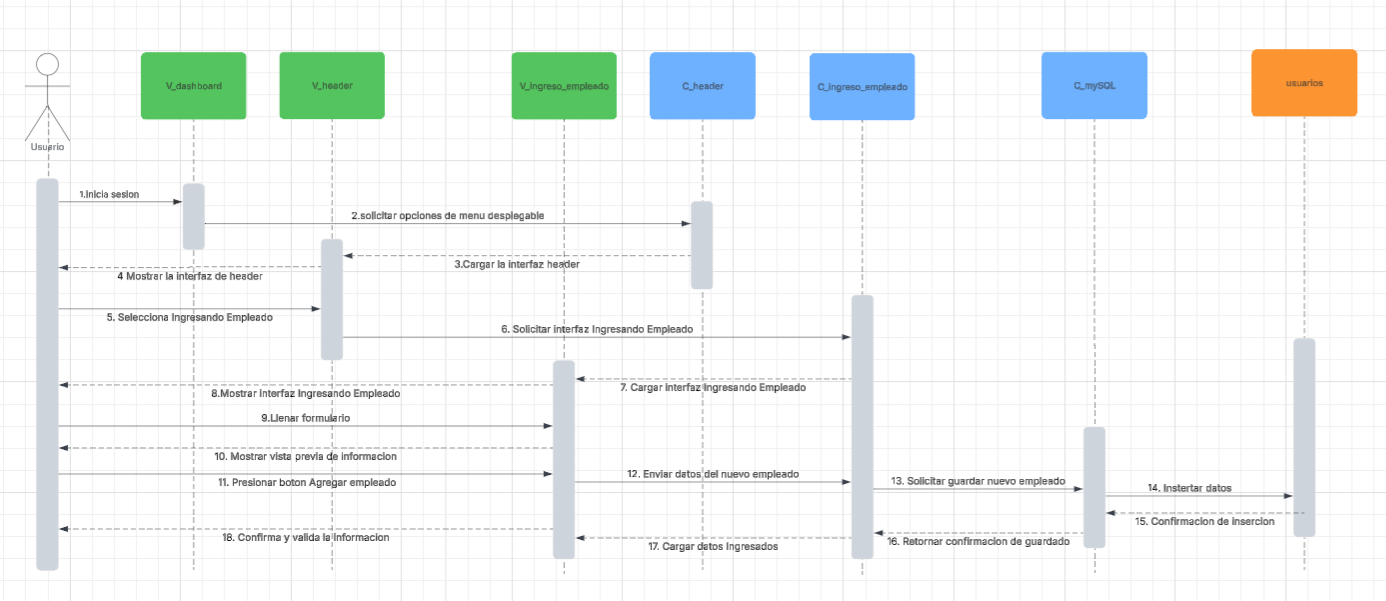 V_dashboard
V_header
V_ingreso_empleado
C_header
C_ingreso_empleado
C_mySQL
usuarios
Usuario
1.Inicia sesion
2.solicitar opciones de menu desplegable
3.Cargar la interfaz header
4 Mostrar la interfaz de header
5. Selecciona Ingresando Empleado
6. Solicitar interfaz Ingresando Empleado
7. Cargar interfaz Ingresando Empleado
8.Mostrar Interfaz Ingresando Empleado
9.Llenar formulario
10. Mostrar vista previa de informacion
11. Presionar boton Agregar empleado
12. Enviar datos del nuevo empleado
13. Solicitar guardar nuevo empleado
14. Instertar datos
15. Confirmacion de insercion
16. Retornar confirmacion de guardado
17. Cargar datos Ingresados
18. Confirma y valida la informacion